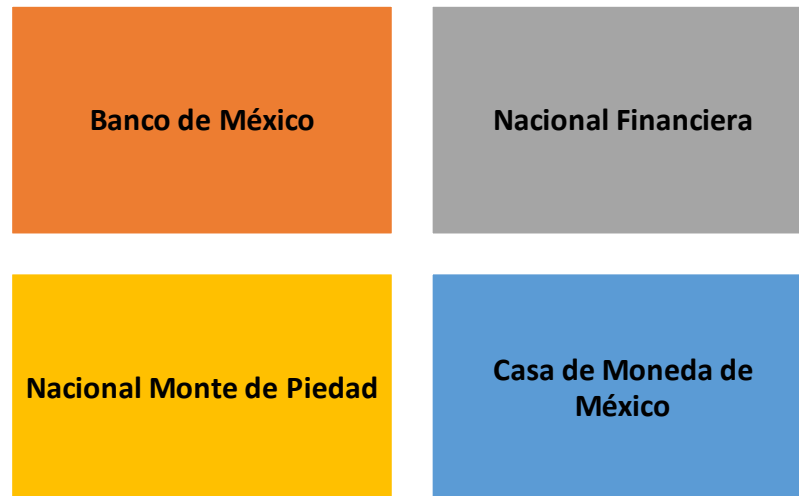 Banco de México
Nacional Financiera
Nacional Monte de Piedad
Casa de Moneda de
México